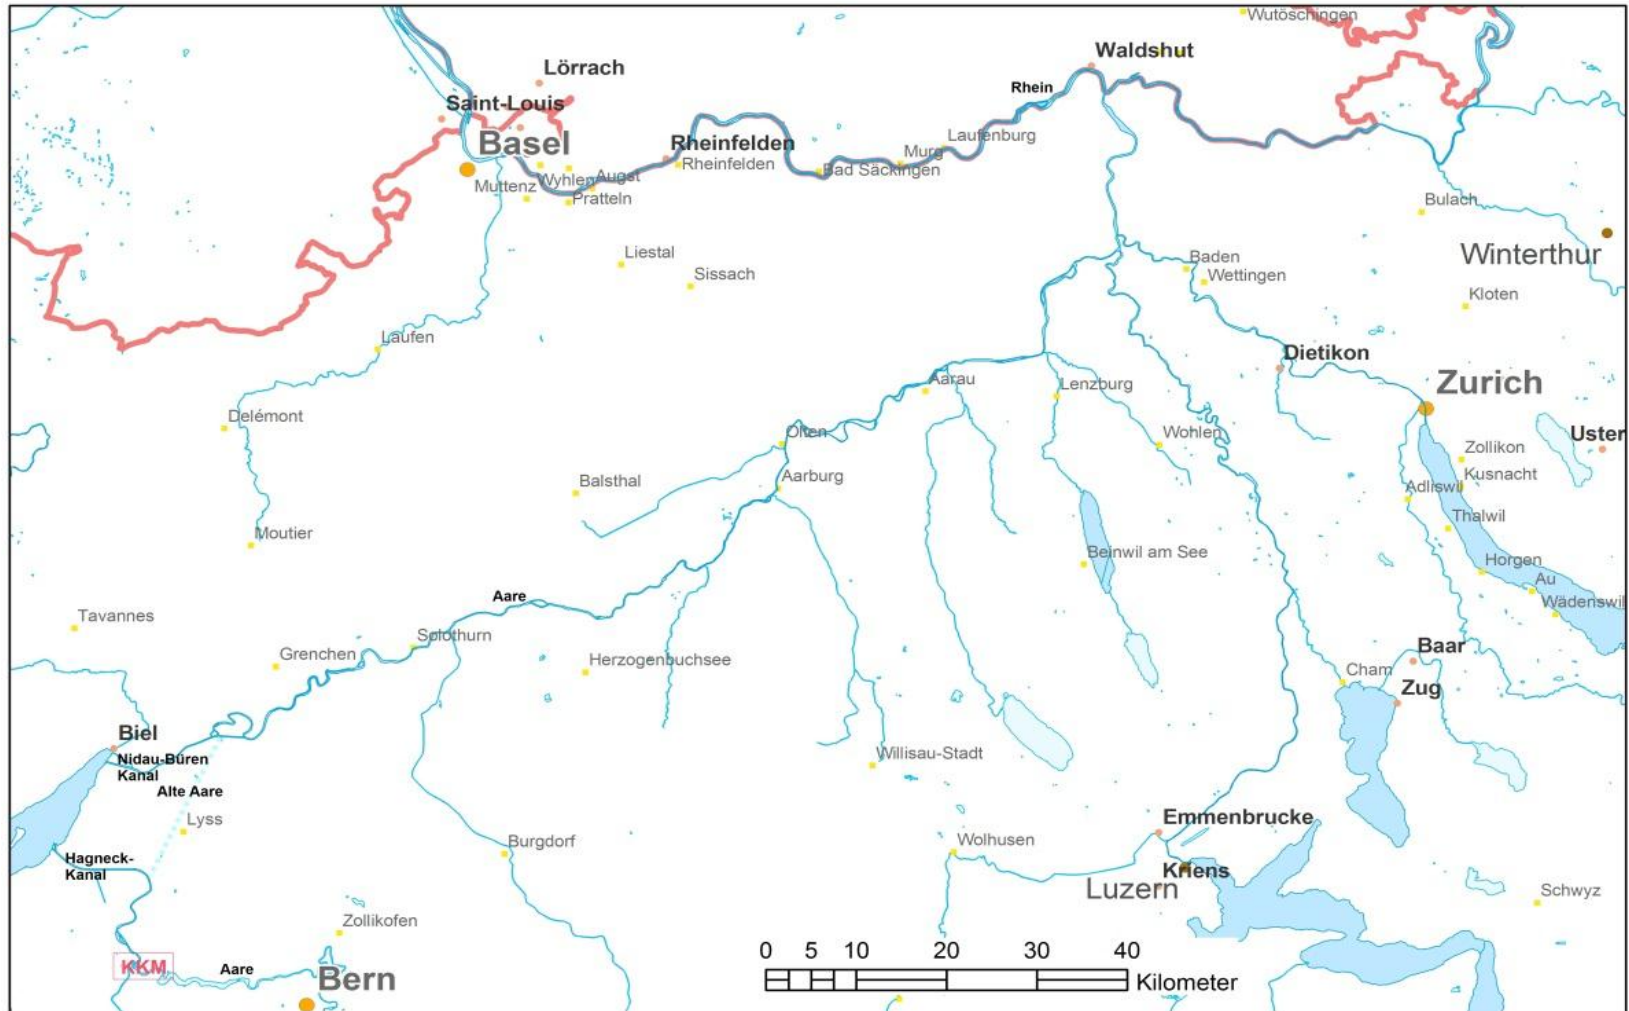 Wutöschingen
Waldshut
Lörrach
Rhein
Saint-Louis
Basel
Rheinfelden
Laufenburg
Murg
Rheinfelden
Bad Säckingen
Muttenz
Wyhlen
Augst
Pratteln
Bulach
Winterthur
Liestal
Sissach
Baden
Wettingen
Kloten
Laufen
Dietikon
Zurich
Aarau
Lenzburg
Delémont
Olten
Wohlen
Uster
Zollikon
Kusnacht
Adliswil
Balsthal
Aarburg
Thalwil
Moutier
Beinwil am See
Horgen
Au
Wädenswil
Aare
Tavannes
Solothurn
Grenchen
Herzogenbuchsee
Baar
Cham
Zug
Biel
Nidau-Büren
Kanal
Willisau-Stadt
Alte Aare
Lyss
Emmenbrucke
Burgdorf
Wolhusen
Hagneck-
Kanal
Kriens
Luzern
Schwyz
Zollikofen
KKM
Aare
Bern
0 5 10 20 30 40
Kilometer